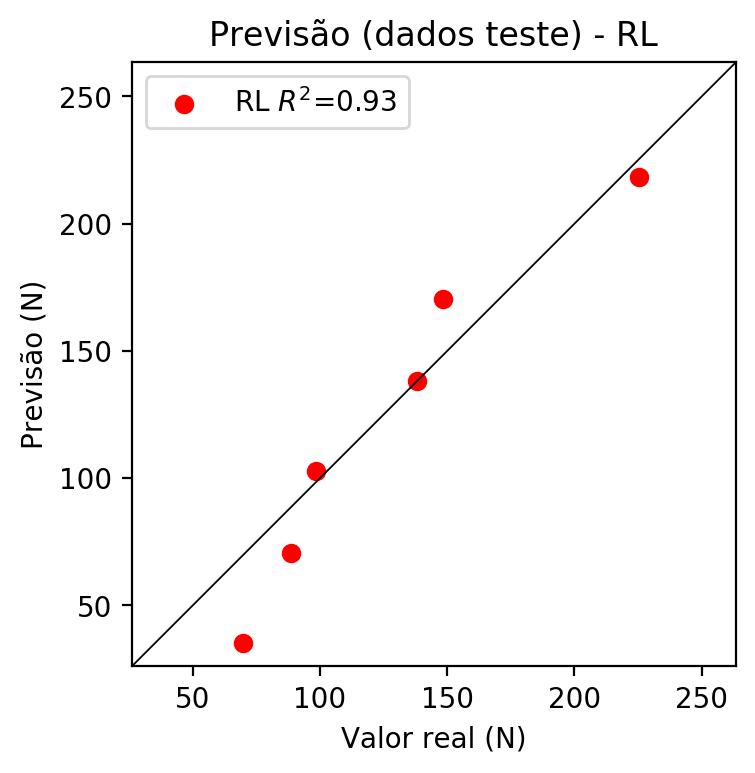 Previsão (dados teste) - RL
RL R²=0.93
Previsão (N)
250
200
150
100
50
50 100 150 200 250
Valor real (N)